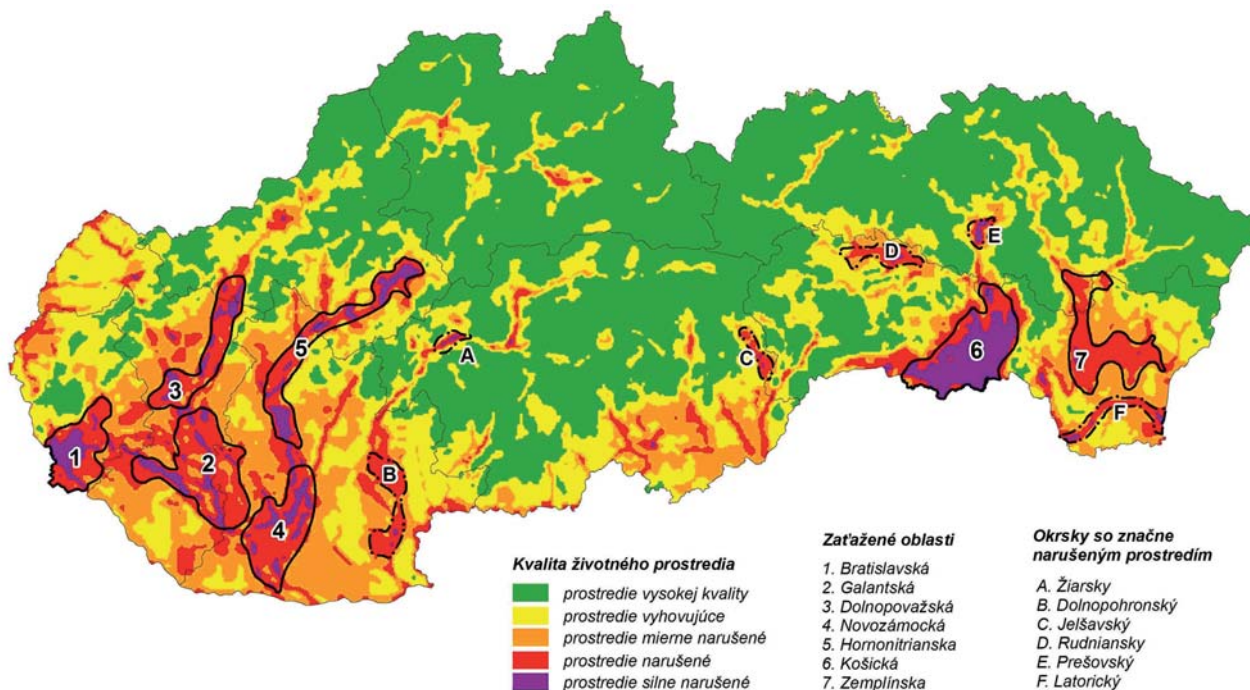 E
D
A
5
C
6
3
7
F
1
2
B
4
Kvalita životného prostredia
prostredie vysokej kvality
prostredie vyhovujúce
prostredie mierne narušené
prostredie narušené
prostredie silne narušené
Zaťažené oblasti
1. Bratislavská
2. Galantská
3. Dolnopovažská
4. Novozámocká
5. Hornonitrianska
6. Košická
7. Zemplínska
Okrsky so značne
narušeným prostredím
A. Žiarsky
B. Dolnopohronský
C. Jelšavský
D. Rudniansky
E. Prešovský
F. Latorický